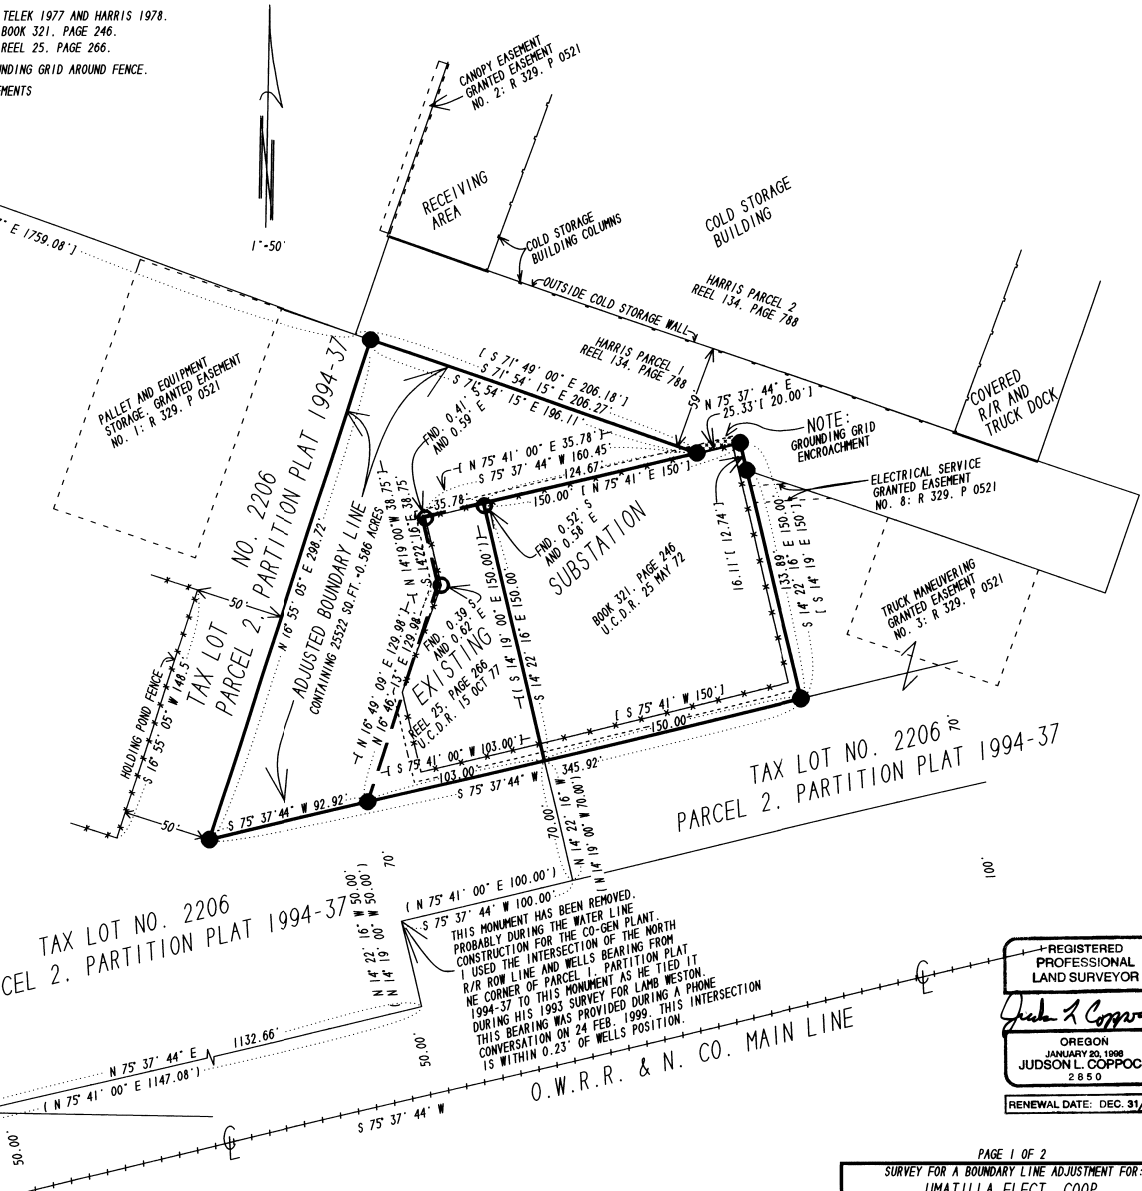 TELEK 1977 AND HARRIS 1978.
BOOK 321, PAGE 246.
REEL 25, PAGE 266.
NDING GRID AROUND FENCE.
EMENTS
N
1"-50'
CANOPY EASEMENT
GRANTED EASEMENT
NO. 2: R 329. P 0521
RECEIVING
AREA
COLD STORAGE
BUILDING COLUMNS
COLD STORAGE
BUILDING
E 1759.08']
OUTSIDE COLD STORAGE WALL
HARRIS PARCEL 2
REEL 134. PAGE 788
HARRIS PARCEL 1
REEL 134. PAGE 788
PALLET AND EQUIPMENT
STORAGE. GRANTED EASEMENT
NO. 1: R 329. P 0521
TAX LOT NO. 2206
PARCEL 2. PARTITION PLAT 1994-37
[ S 71° 49' 00" E 206.18']
S 71° 54' 15" E 206.27'
S 71° 54' 15" E 196.11'
59'
N 75° 37' 44" E
25.33'[ 20.00']
NOTE:
GROUNDING GRID
ENCROACHMENT
COVERED
R/R AND
TRUCK DOCK
ELECTRICAL SERVICE
GRANTED EASEMENT
NO. 8: R 329. P 0521
FND. 0.41' S
AND 0.59' E
[ N 75° 41' 00" E 35.78']
S 75° 37' 44" W 160.45'
35.78'
124.67'
150.00' [ N 75° 41' E 150']
FND. 0.52' S
AND 0.58' E
EXISTING SUBSTATION
BOOK 321. PAGE 246
U.C.D.R. 25 MAY 72
16.11'[ 12.74']
133.89'
S 14° 22' 16" E 150.00'
[ S 14° 19' E 150']
TRUCK MANEUVERING
GRANTED EASEMENT
NO. 3: R 329. P 0521
N 14° 19' 00" W 38.75'
S 14° 22' 16" E 38.75'
FND. 0.39' S
AND 0.62' E
[ S 14° 19' 00" E 150.00']
S 14° 22' 16" E 150.00'
N 16° 55' 05" E 298.72'
ADJUSTED BOUNDARY LINE
CONTAINING 25522 SQ.FT.-0.586 ACRES
[ N 16° 49' 09" E 129.98']
N 16° 46' 13" E 129.98'
REEL 25. PAGE 266
U.C.D.R. 15 OCT 77
50'
HOLDING POND FENCE
S 16° 55' 05" W 148.5'
50'
[ S 75° 41' W 150']
150.00'
[ S 75° 41' 00" W 103.00']
103.00'
S 75° 37' 44" W 92.92'
S 75° 37' 44" W 345.92'
TAX LOT NO. 2206
PARCEL 2. PARTITION PLAT 1994-37
70'
70.00'
N 14° 22' 16" W
( N 14° 19' 00" W 70.00')
70'
100'
TAX LOT NO. 2206
CEL 2. PARTITION PLAT 1994-37
N 14° 22' 16" W 50.00'
( N 14° 19' 00" W 50.00')
( N 75° 41' 00" E 100.00')
S 75° 37' 44" W 100.00'
THIS MONUMENT HAS BEEN REMOVED.
PROBABLY DURING THE WATER LINE
CONSTRUCTION FOR THE CO-GEN PLANT.
I USED THE INTERSECTION OF THE NORTH
R/R ROW LINE AND WELLS BEARING FROM
NE CORNER OF PARCEL 1. PARTITION PLAT
1994-37 TO THIS MONUMENT AS HE TIED IT
DURING HIS 1993 SURVEY FOR LAMB WESTON.
THIS BEARING WAS PROVIDED DURING A PHONE
CONVERSATION ON 24 FEB. 1999. THIS INTERSECTION
IS WITHIN 0.23' OF WELLS POSITION.
N 75° 37' 44" E 1132.66'
( N 75° 41' 00" E 1147.08')
50.00'
50.00'
O.W.R.R. & N. CO. MAIN LINE
S 75° 37' 44" W
REGISTERED
PROFESSIONAL
LAND SURVEYOR
OREGON
JANUARY 20, 1998
JUDSON L. COPPOC
2850
RENEWAL DATE: DEC. 31/
PAGE 1 OF 2
SURVEY FOR A BOUNDARY LINE ADJUSTMENT FOR:
UMATILLA ELECT. COOP.